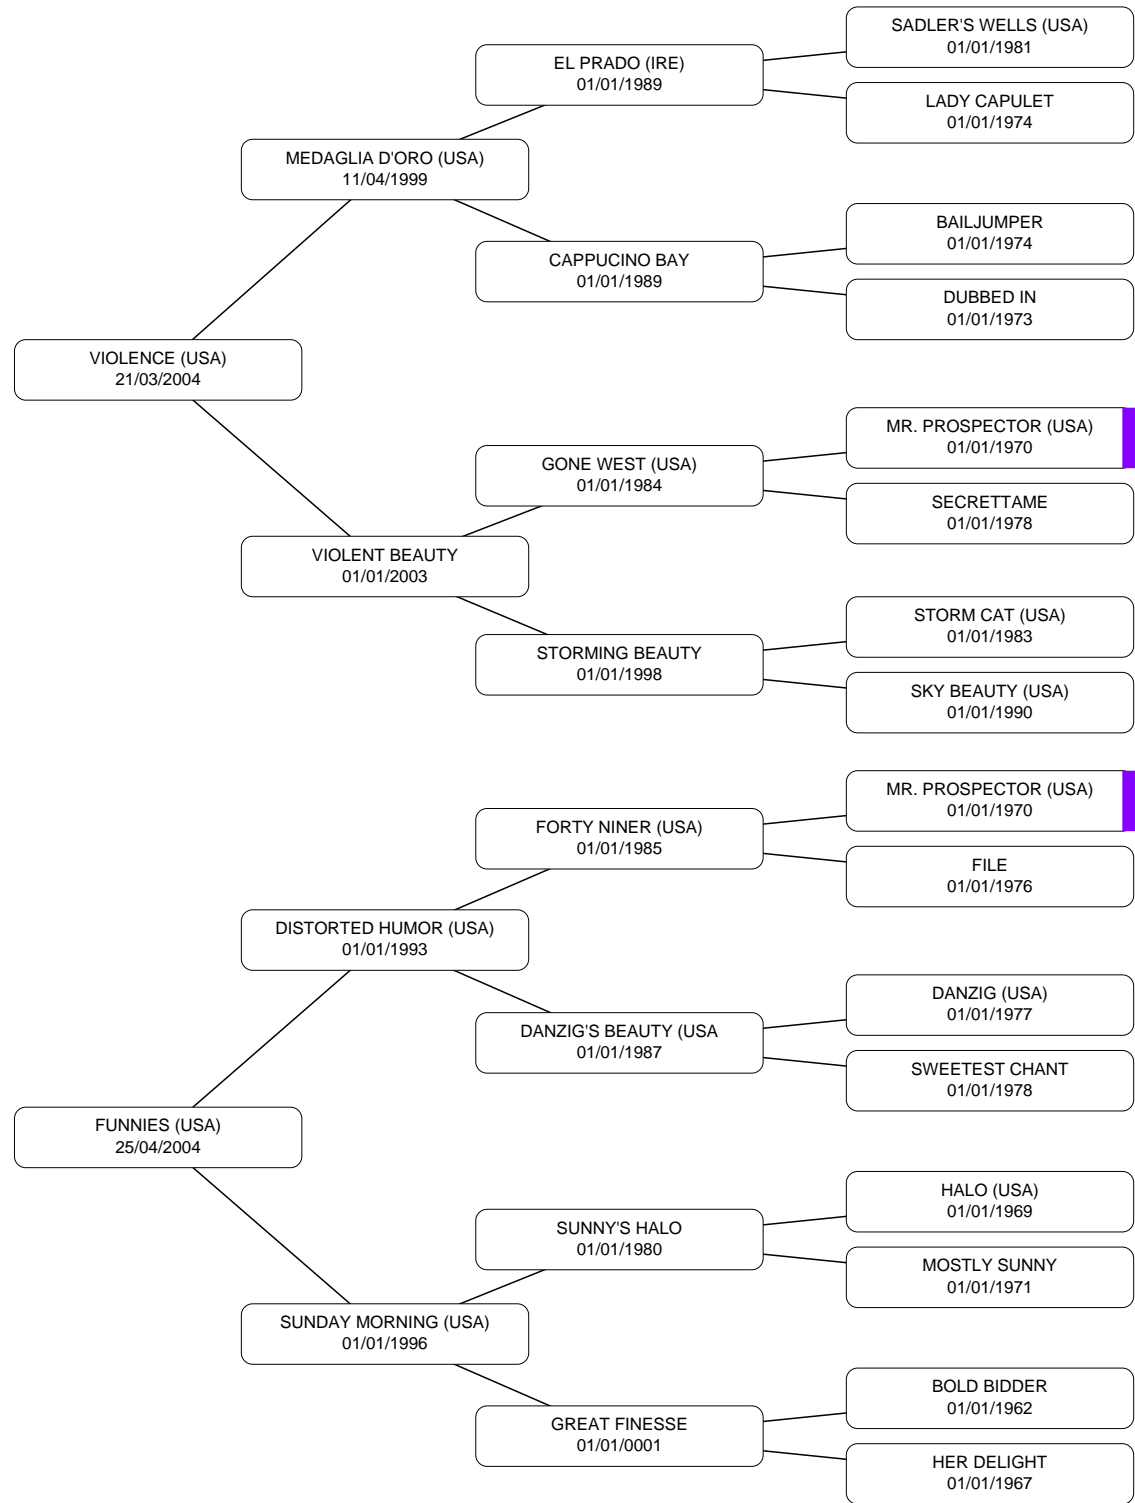 SADLER'S WELLS (USA)
01/01/1981
EL PRADO (IRE)
01/01/1989
LADY CAPULET
01/01/1974
MEDAGLIA D'ORO (USA)
11/04/1999
BAILJUMPER
01/01/1974
CAPPUCINO BAY
01/01/1989
DUBBED IN
01/01/1973
VIOLENCE (USA)
21/03/2004
MR. PROSPECTOR (USA)
01/01/1970
GONE WEST (USA)
01/01/1984
SECRETTAME
01/01/1978
VIOLENT BEAUTY
01/01/2003
STORM CAT (USA)
01/01/1983
STORMING BEAUTY
01/01/1998
SKY BEAUTY (USA)
01/01/1990
MR. PROSPECTOR (USA)
01/01/1970
FORTY NINER (USA)
01/01/1985
FILE
01/01/1976
DISTORTED HUMOR (USA)
01/01/1993
DANZIG (USA)
01/01/1977
DANZIG'S BEAUTY (USA
01/01/1987
SWEETEST CHANT
01/01/1978
FUNNIES (USA)
25/04/2004
HALO (USA)
01/01/1969
SUNNY'S HALO
01/01/1980
MOSTLY SUNNY
01/01/1971
SUNDAY MORNING (USA)
01/01/1996
BOLD BIDDER
01/01/1962
GREAT FINESSE
01/01/0001
HER DELIGHT
01/01/1967